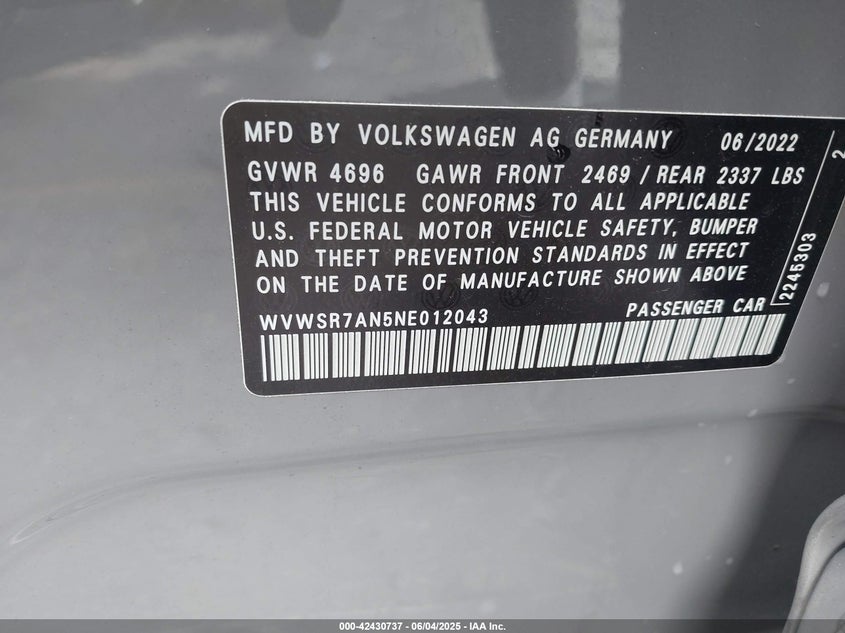 MFD BY VOLKSWAGEN AG GERMANY 06/2022
GVWR 4696 GAWR FRONT 2469 / REAR 2337 LBS
THIS VEHICLE CONFORMS TO ALL APPLICABLE
U.S. FEDERAL MOTOR VEHICLE SAFETY, BUMPER
AND THEFT PREVENTION STANDARDS IN EFFECT
ON THE DATE OF MANUFACTURE SHOWN ABOVE
WVWSR7AN5NE012043 PASSENGER CAR
2245303
2
000-42430737 - 06/04/2025 - IAA Inc.